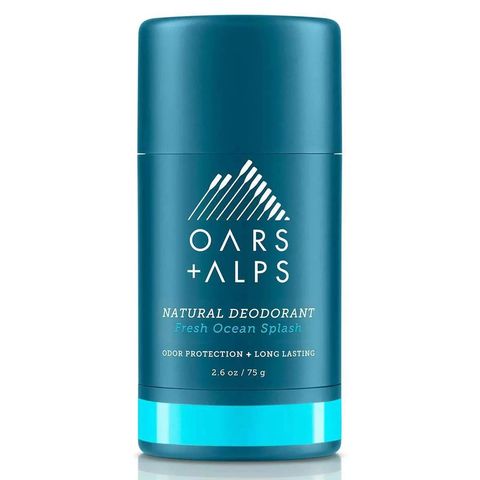 OARS
+ALPS
NATURAL DEODORANT
Fresh Ocean Splash
ODOR PROTECTION + LONG LASTING
2.6 oz / 75 g